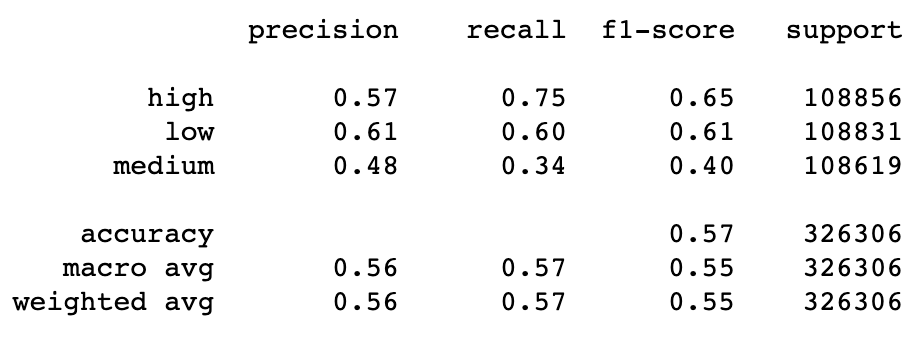 precision recall f1-score support
high 0.57 0.75 0.65 108856
low 0.61 0.60 0.61 108831
medium 0.48 0.34 0.40 108619
accuracy 0.57 326306
macro avg 0.56 0.57 0.55 326306
weighted avg 0.56 0.57 0.55 326306